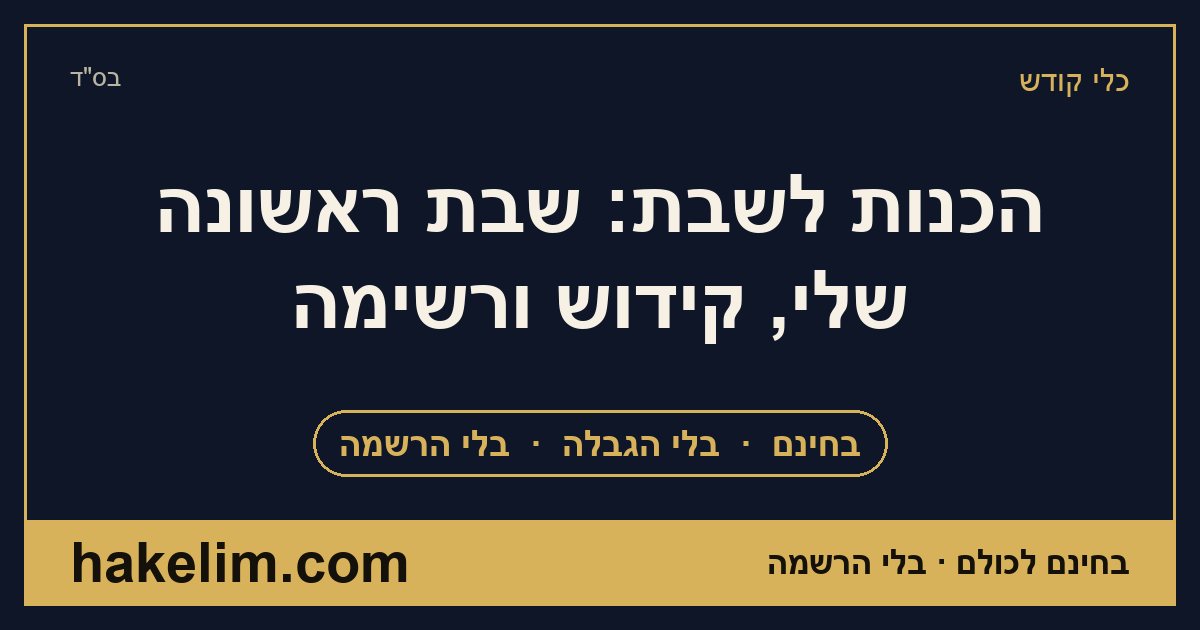 כלי קודש
בס"ד
הכנות לשבת: שבת ראשונה
שלי, קידוש ורשימה
בחינם · בלי הגבלה · בלי הרשמה
בחינם לכולם · בלי הרשמה
hakelim.com